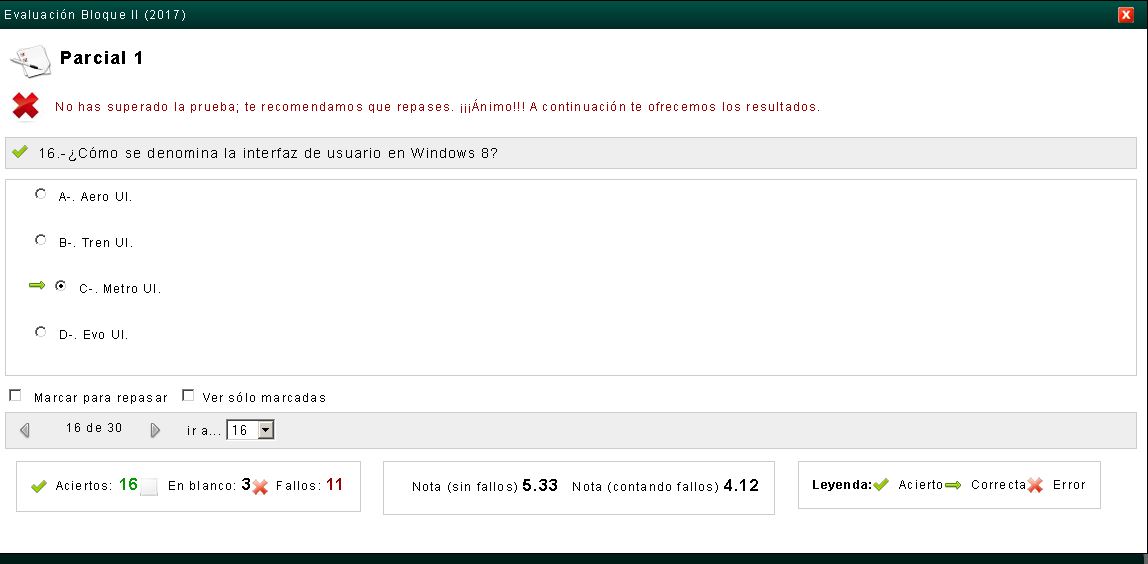 Evaluación Bloque II (2017)
Parcial 1
No has superado la prueba; te recomendamos que repases. ¡¡¡Ánimo!!! A continuación te ofrecemos los resultados.
16.-¿Cómo se denomina la interfaz de usuario en Windows 8?
A-. Aero UI.
B-. Tren UI.
C-. Metro UI.
D-. Evo UI.
Marcar para repasar Ver sólo marcadas
16 de 30 ir a... 16
Aciertos: 16 En blanco: 3 Fallos: 11 Nota (sin fallos) 5.33 Nota (contando fallos) 4.12 Leyenda: Acierto Correcta Error